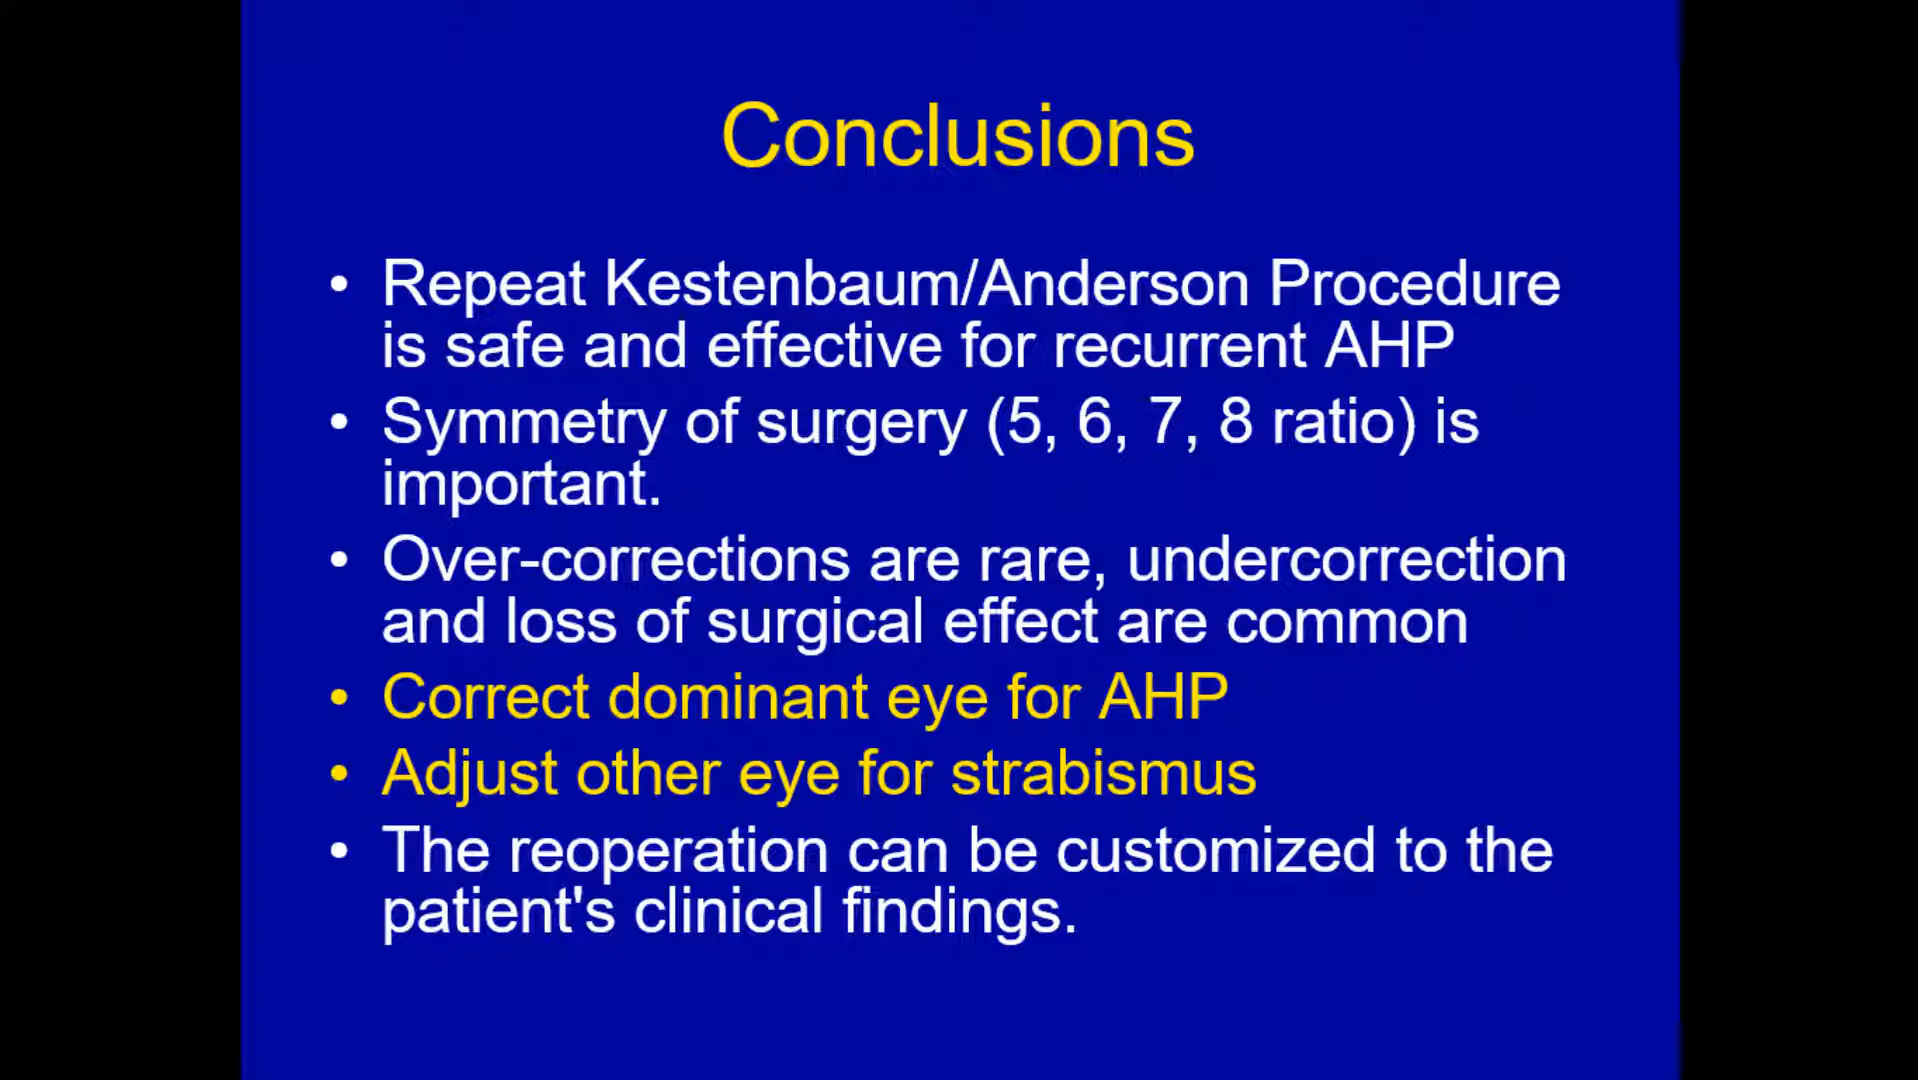 Conclusions
• Repeat Kestenbaum/Anderson Procedure
is safe and effective for recurrent AHP
• Symmetry of surgery (5, 6, 7, 8 ratio) is
important.
• Over-corrections are rare, undercorrection
and loss of surgical effect are common
• Correct dominant eye for AHP
• Adjust other eye for strabismus
• The reoperation can be customized to the
patient's clinical findings.